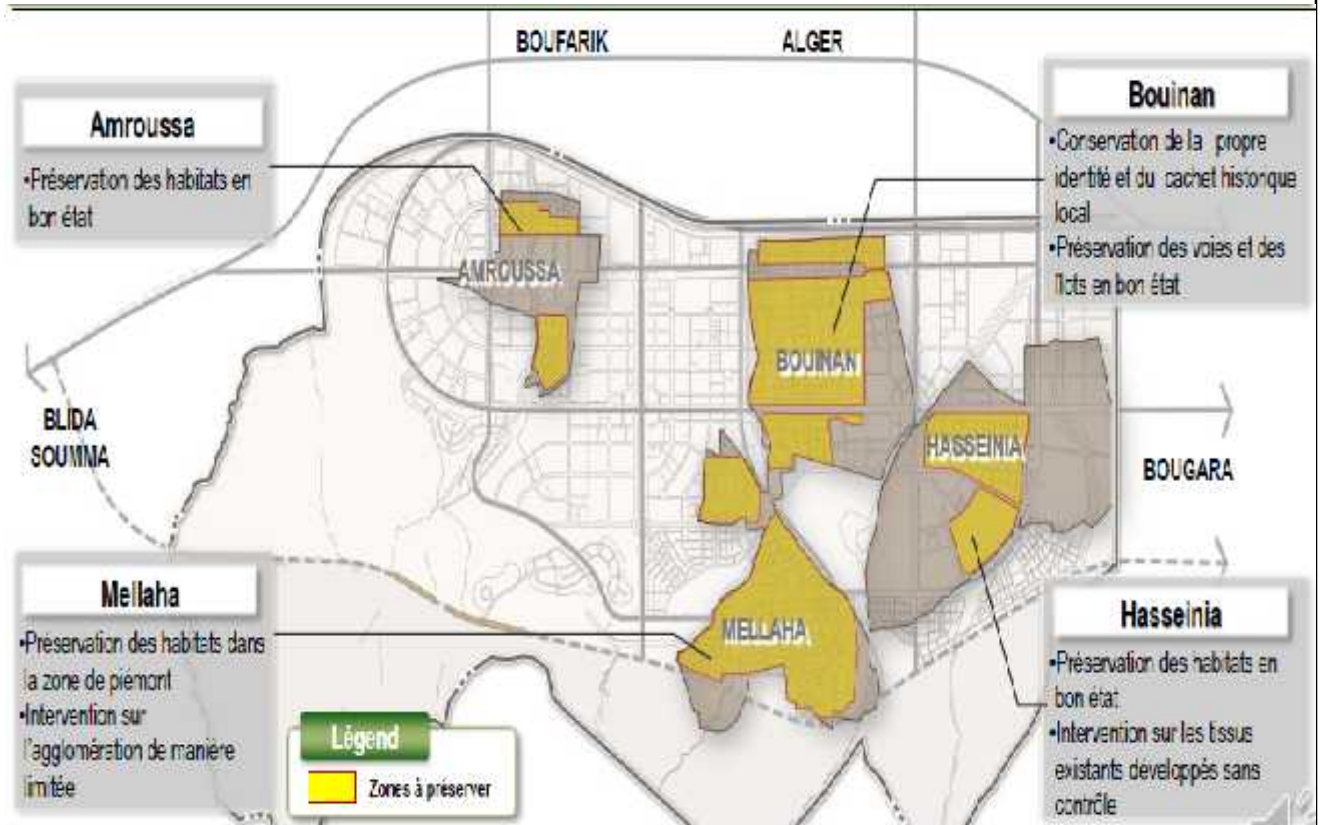 BOUFARIK
ALGER
Amroussa
•Préservation des habitats en
bon état
Bouinan
•Conservation de la propre
identité et du cachet historique
local
•Préservation des voies et des
îlots en bon état
AMROUSSA
BOUINAN
BLIDA
SOUMMA
HASSEINIA
BOUGARA
Mellaha
•Préservation des habitats dans
la zone de piémont
•Intervention sur
l'agglomération de manière
limitée
MELLAHA
Légend
Zones à préserver
Hasseinia
•Préservation des habitats en
bon état
•Intervention sur les tissus
existants developpés sans
contrôle